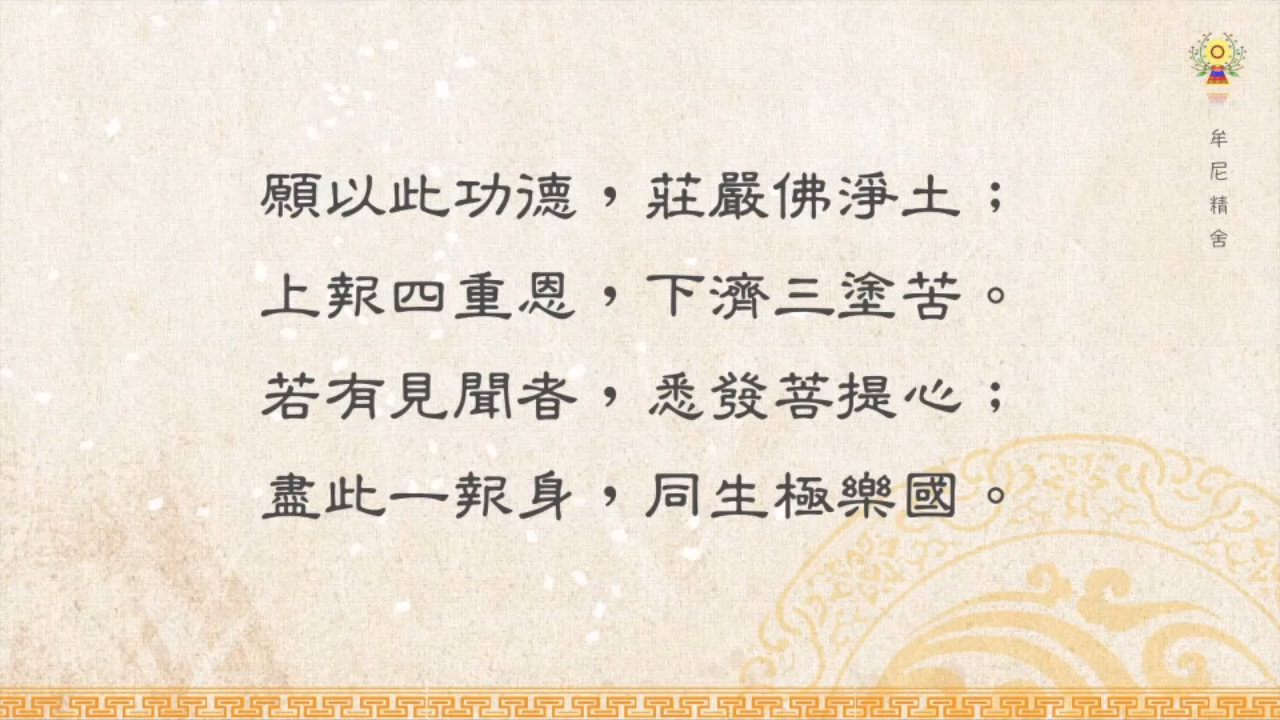 願以此功德，莊嚴佛淨土；
上報四重恩，下濟三塗苦。
若有見聞者，悉發菩提心；
盡此一報身，同生極樂國。
牟尼精舍